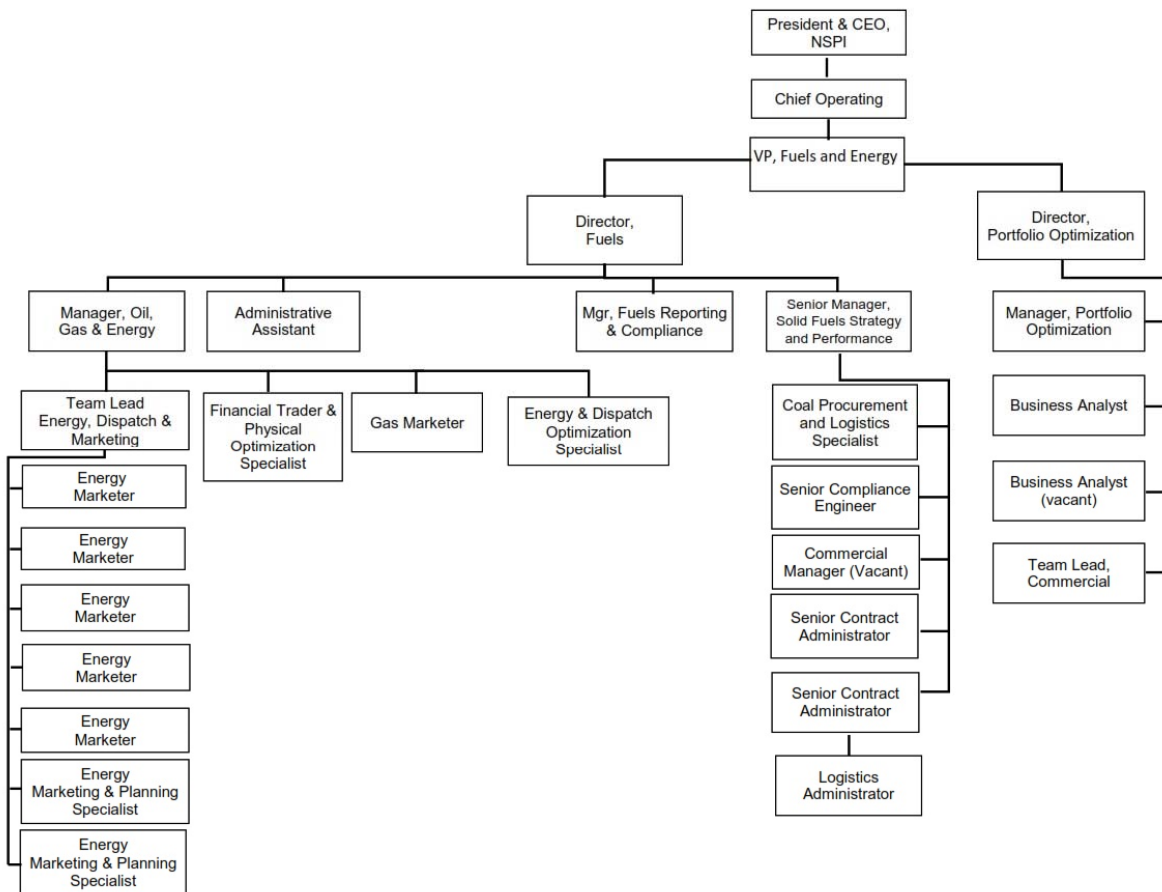 President & CEO,
NSPI
Chief Operating
VP, Fuels and Energy
Director,
Fuels
Director,
Portfolio Optimization
Manager, Oil,
Gas & Energy
Administrative
Assistant
Mgr, Fuels Reporting
& Compliance
Senior Manager,
Solid Fuels Strategy
and Performance
Manager, Portfolio
Optimization
Team Lead
Energy, Dispatch &
Marketing
Financial Trader &
Physical
Optimization
Specialist
Gas Marketer
Energy & Dispatch
Optimization
Specialist
Coal Procurement
and Logistics
Specialist
Business Analyst
Energy
Marketer
Senior Compliance
Engineer
Business Analyst
(vacant)
Energy
Marketer
Commercial
Manager (Vacant)
Team Lead,
Commercial
Energy
Marketer
Senior Contract
Administrator
Energy
Marketer
Senior Contract
Administrator
Energy
Marketer
Logistics
Administrator
Energy
Marketing & Planning
Specialist
Energy
Marketing & Planning
Specialist